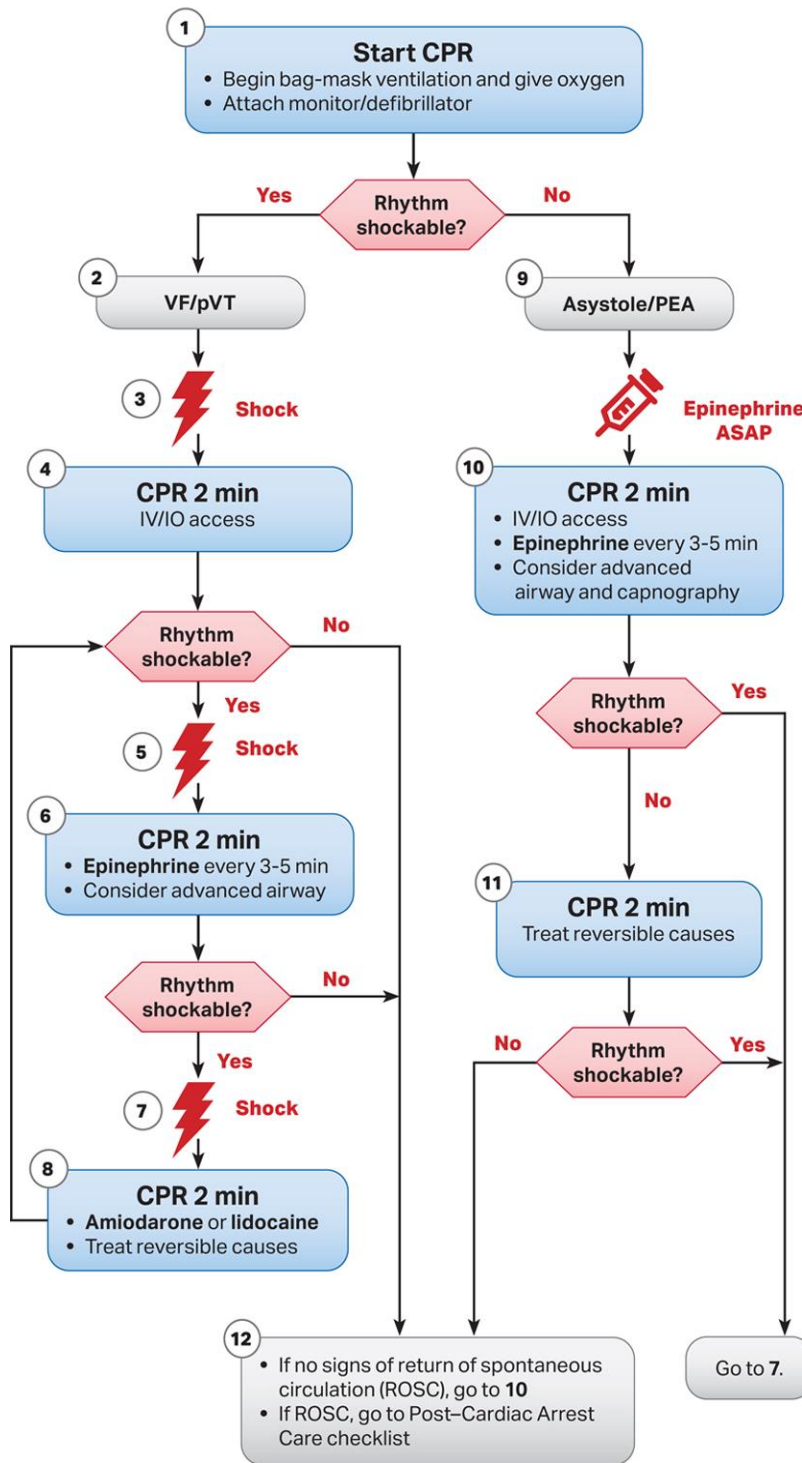 1
Start CPR
• Begin bag-mask ventilation and give oxygen
• Attach monitor/defibrillator
Yes
Rhythm
shockable?
No
2
VF/pVT
9
Asystole/PEA
3
Shock
Epinephrine
ASAP
4
CPR 2 min
IV/IO access
10
CPR 2 min
• IV/IO access
• Epinephrine every 3-5 min
• Consider advanced
airway and capnography
Rhythm
shockable?
No
Yes
5
Shock
Rhythm
shockable?
Yes
No
6
CPR 2 min
• Epinephrine every 3-5 min
• Consider advanced airway
11
CPR 2 min
Treat reversible causes
Rhythm
shockable?
No
Yes
7
Shock
No
Rhythm
shockable?
Yes
8
CPR 2 min
• Amiodarone or lidocaine
• Treat reversible causes
12
• If no signs of return of spontaneous
circulation (ROSC), go to 10
• If ROSC, go to Post–Cardiac Arrest
Care checklist
Go to 7.